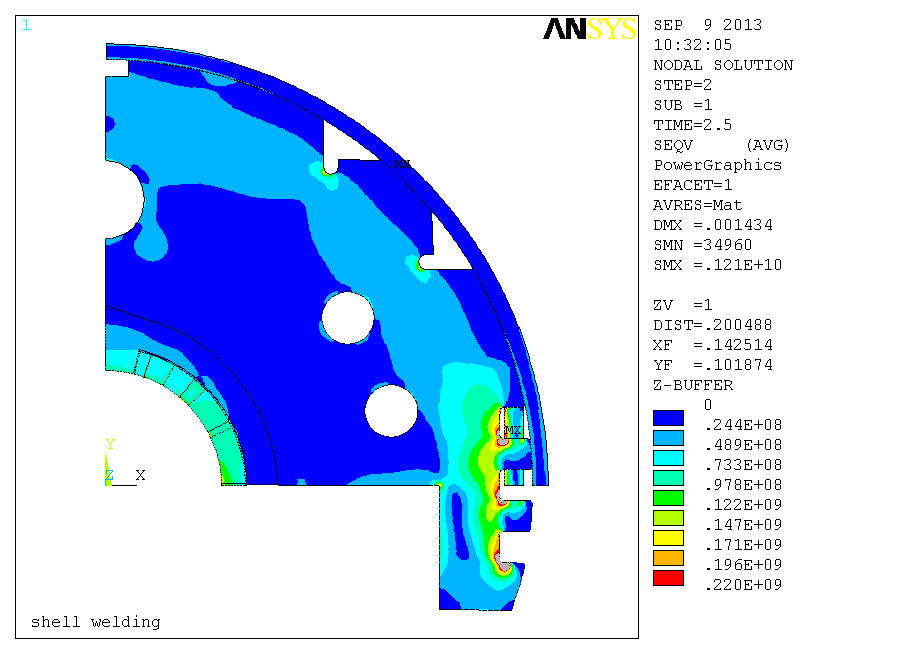 1
ANSYS
SEP  9 2013
10:32:05
NODAL SOLUTION
STEP=2
SUB =1
TIME=2.5
SEQV     (AVG)
PowerGraphics
EFACET=1
AVRES=Mat
DMX =.001434
SMN =34960
SMX =.121E+10
ZV  =1
DIST=.200488
XF  =.142514
YF  =.101874
Z-BUFFER
0
.244E+08
.489E+08
.733E+08
.978E+08
.122E+09
.147E+09
.171E+09
.196E+09
.220E+09
MX
Y
Z X
shell welding